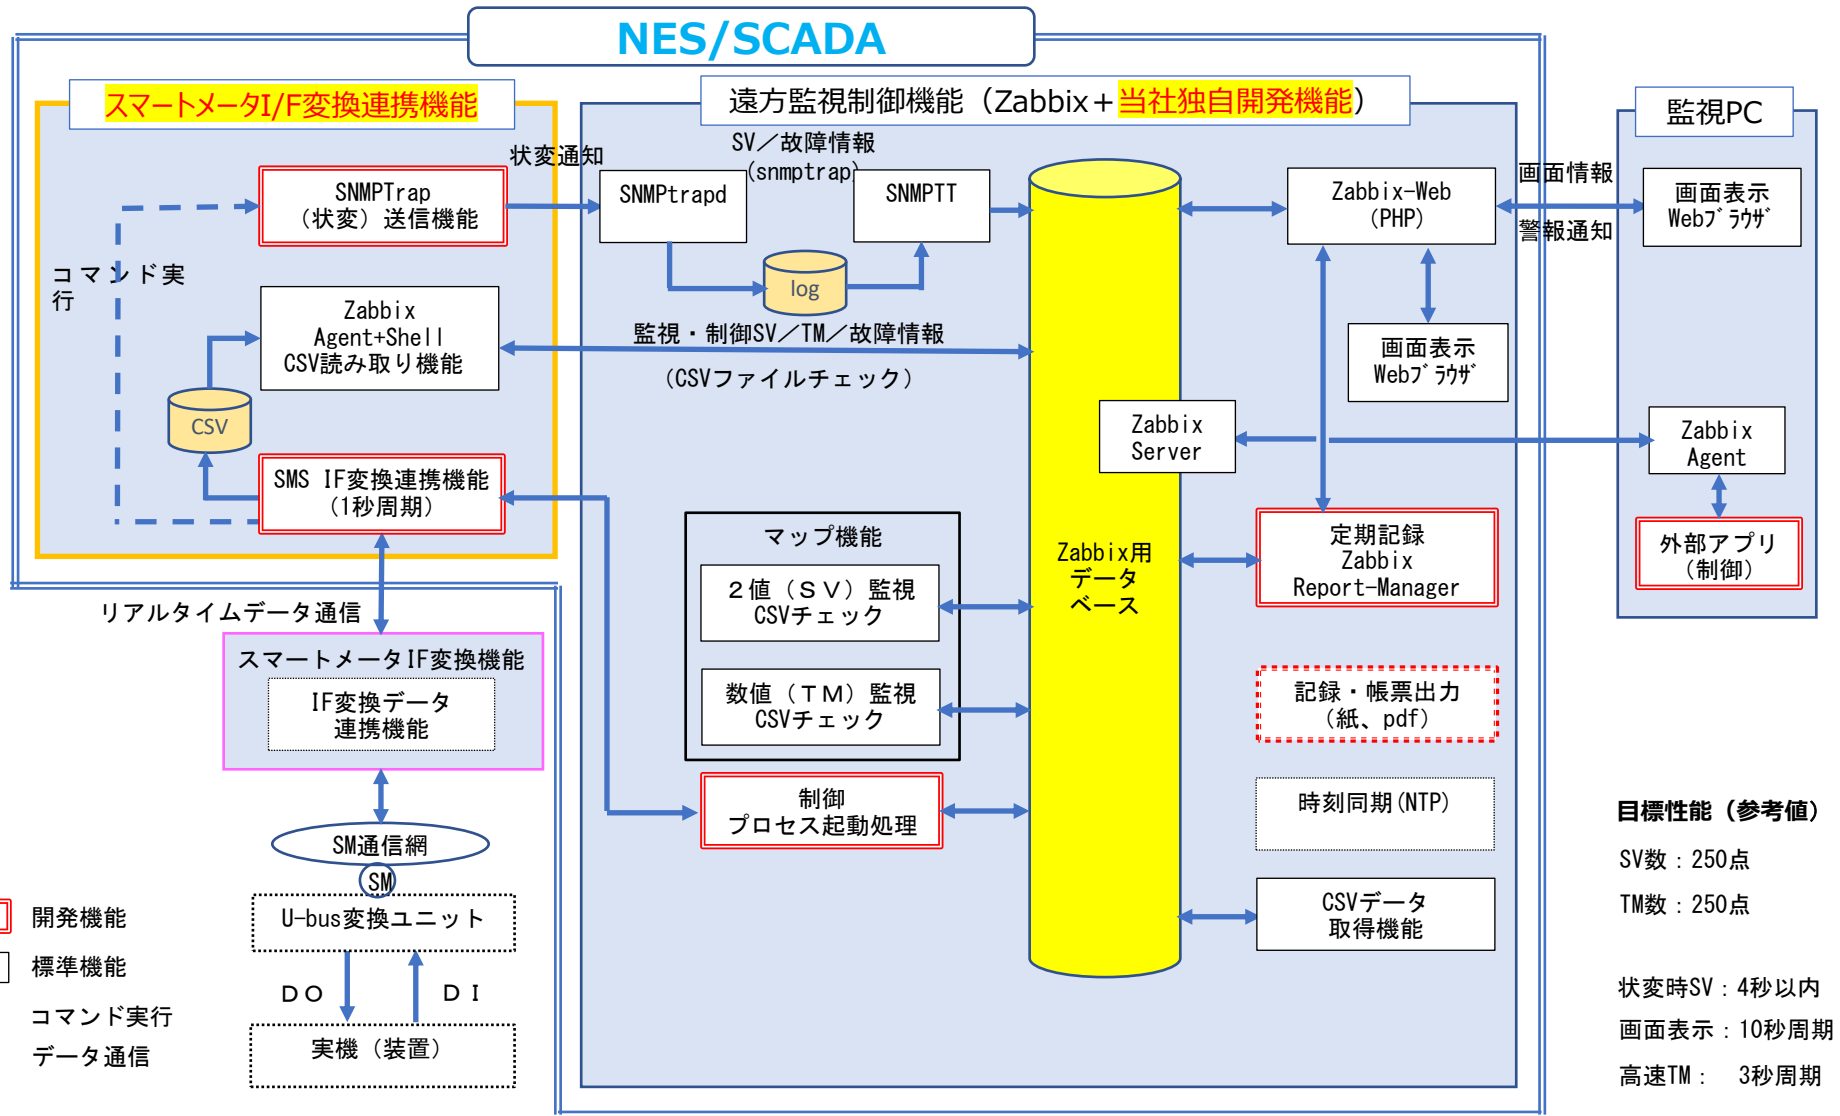 NES/SCADA
スマートメータI/F変換連携機能
遠方監視制御機能（Zabbix＋当社独自開発機能）
監視PC
状変通知
SV／故障情報
(snmptrap)
SNMPTrap
（状変）送信機能
SNMPtrapd
SNMPTT
Zabbix-Web
(PHP)
画面情報
警報通知
画面表示
Webﾌﾞﾗｳｻﾞ
コマンド実
行
log
Zabbix
Agent+Shell
CSV読み取り機能
監視・制御SV／TM／故障情報
（CSVファイルチェック）
画面表示
Webﾌﾞﾗｳｻﾞ
CSV
Zabbix
Server
Zabbix
Agent
SMS IF変換連携機能
(1秒周期)
マップ機能
２値（ＳＶ）監視
CSVチェック
数値（ＴＭ）監視
CSVチェック
Zabbix用
データ
ベース
定期記録
Zabbix
Report-Manager
外部アプリ
(制御)
リアルタイムデータ通信
スマートメータIF変換機能
IF変換データ
連携機能
記録・帳票出力
（紙、pdf）
制御
プロセス起動処理
時刻同期(NTP)
SM通信網
SM
U-bus変換ユニット
CSVデータ
取得機能
ＤＯ
ＤＩ
実機（装置）
開発機能
標準機能
コマンド実行
データ通信
目標性能（参考値）
SV数：250点
TM数：250点
状変時SV：4秒以内
画面表示：10秒周期
高速TM： 3秒周期